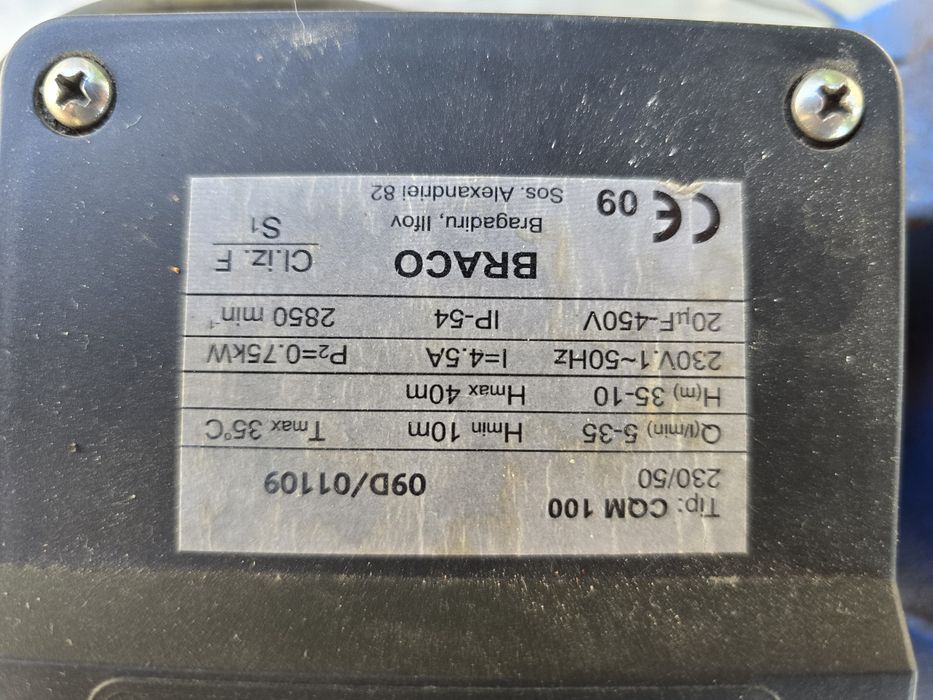 Tip: CQM 100
230/50 09D/01109
Q(l/min) 5-35 Hmin 10m Tmax 35°C
H(m) 35-10 Hmax 40m
230V.1~50Hz I=4.5A P2=0.75kW
20µF-450V IP-54 2850 min-1
BRACO Cl.iz. F
Bragadiru, Ilfov S1
CE 09 Sos. Alexandriei 82